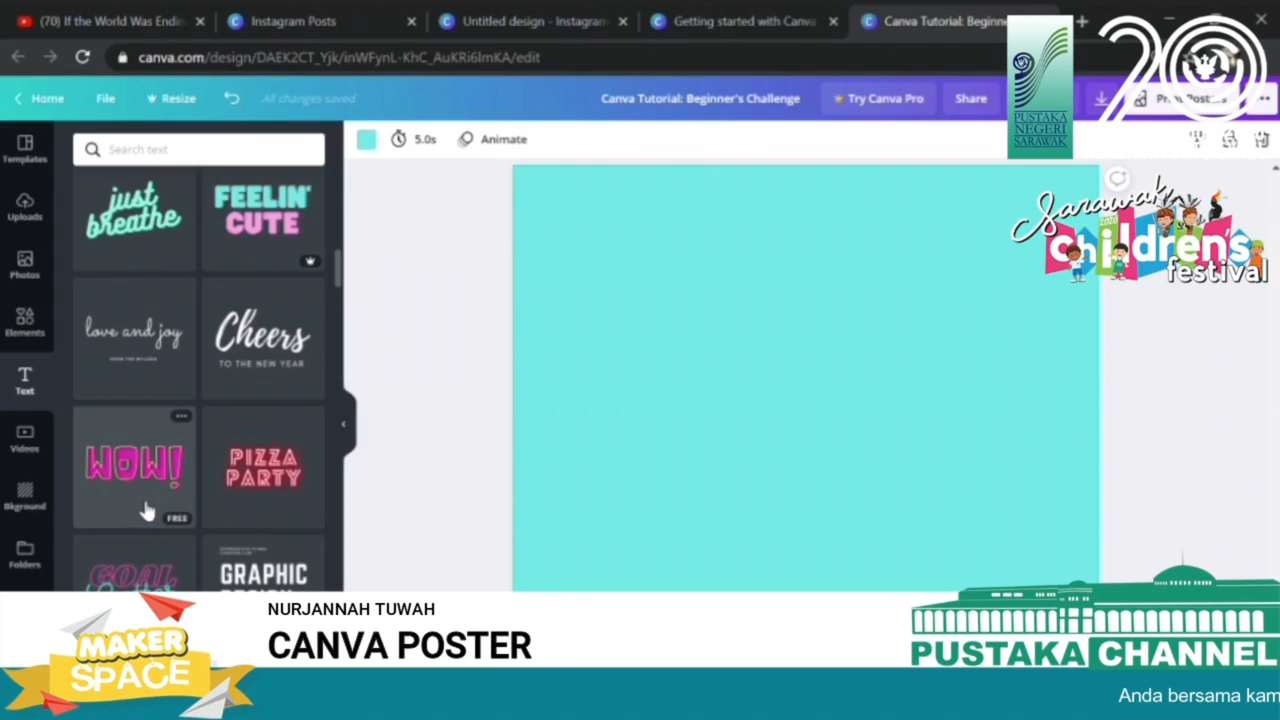 (70) If the World Was Endin
Instagram Posts
Untitled design - Instagram
Getting started with Canva
Canva Tutorial: Beginne
canva.com/design/DAEK2CT_Yjk/inWFynL-KhC_AuKRi6lmKA/edit
Home
File
Resize
All changes saved
Canva Tutorial: Beginner's Challenge
Try Canva Pro
Share
PUSTAKA
NEGERI
SARAWAK
20
Templates
Uploads
Photos
Elements
Text
Videos
Bkground
Folders
Search text
5.0s
Animate
just
breathe
FEELIN'
CUTE
love and joy
Cheers
TO THE NEW YEAR
WOW!
FREE
PIZZA
PARTY
GOAL
GRAPHIC
Sarawak
2020
Children's
festival
MAKER
SPACE
NURJANNAH TUWAH
CANVA POSTER
PUSTAKA CHANNEL
Anda bersama kam